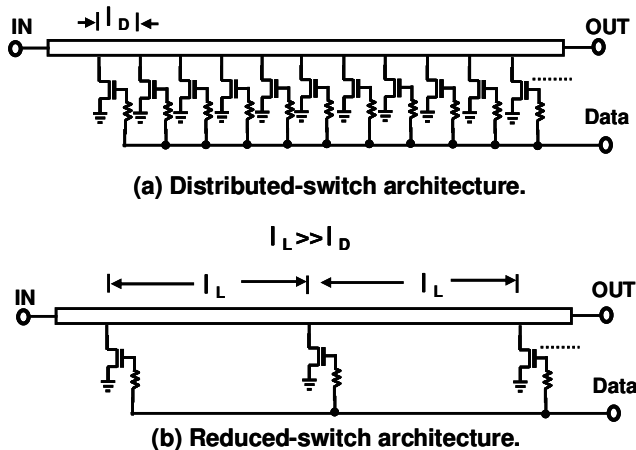 IN
l D
OUT
Data
(a) Distributed-switch architecture.
l L >> l D
IN
l L
l L
OUT
Data
(b) Reduced-switch architecture.